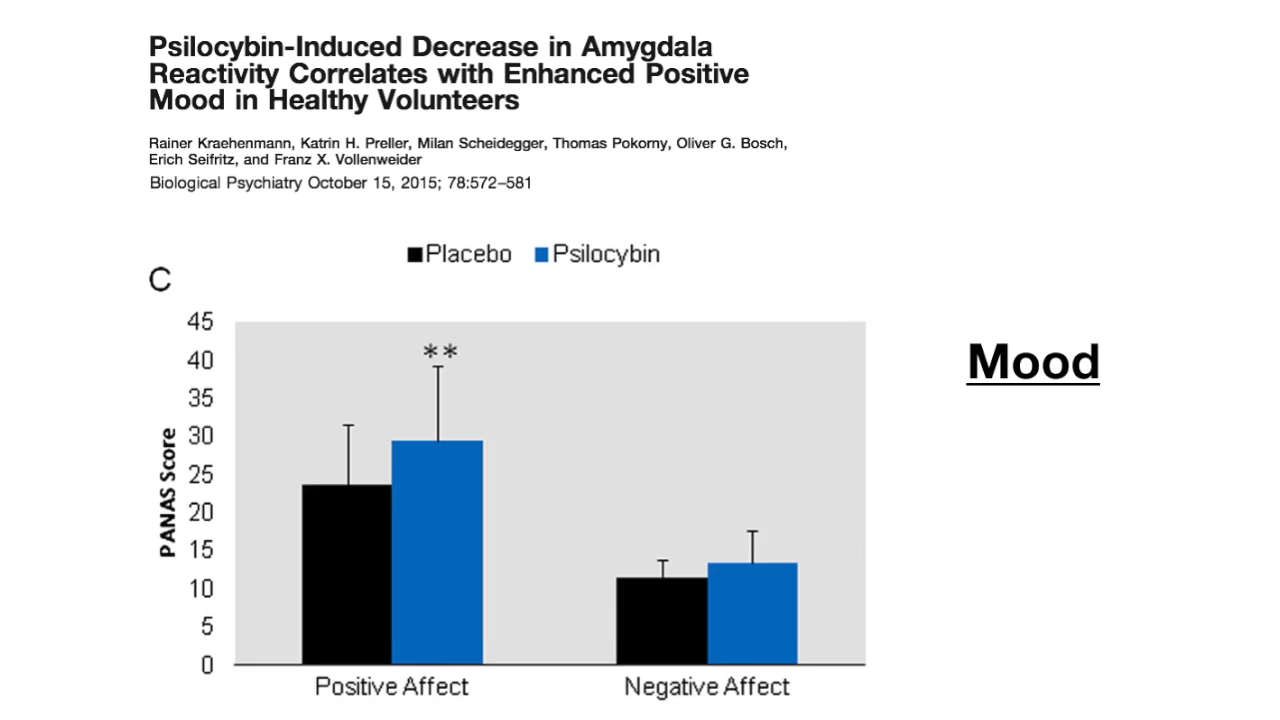 Psilocybin-Induced Decrease in Amygdala
Reactivity Correlates with Enhanced Positive
Mood in Healthy Volunteers
Rainer Kraehenmann, Katrin H. Preller, Milan Scheidegger, Thomas Pokorny, Oliver G. Bosch,
Erich Seifritz, and Franz X. Vollenweider
Biological Psychiatry October 15, 2015; 78:572–581
Placebo Psilocybin
C
45
40
35
30
25
20
15
10
5
0
PANAS Score
**
Positive Affect Negative Affect
Mood